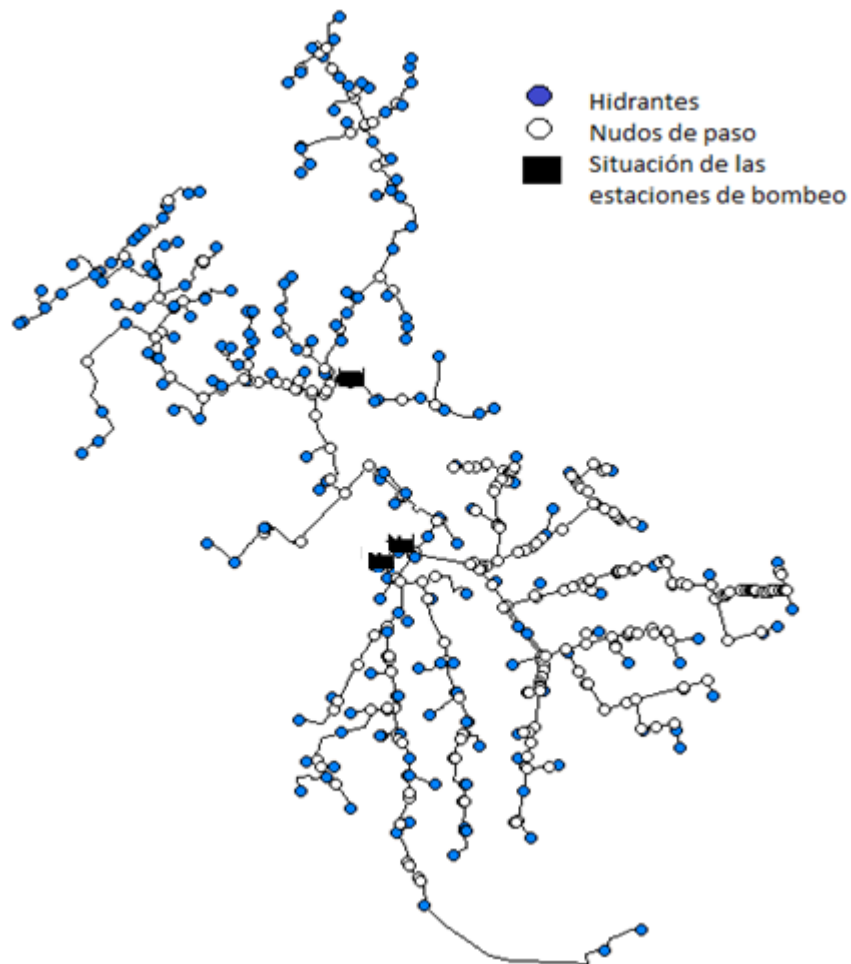 Hidrantes
Nudos de paso
Situación de las
estaciones de bombeo